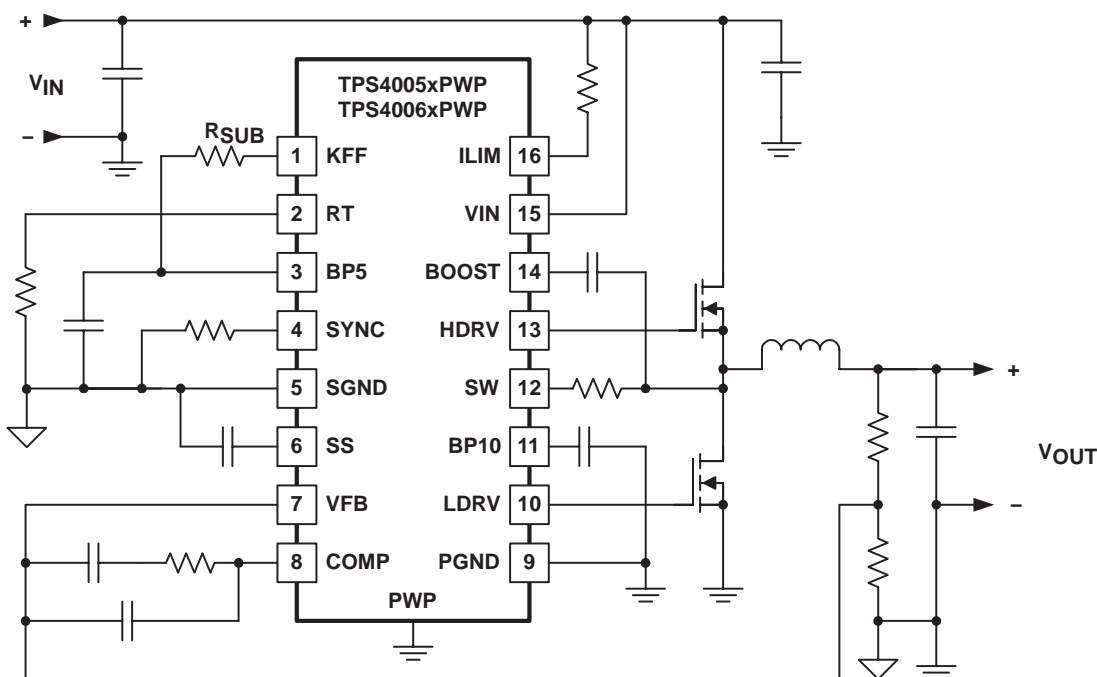 +
TPS4005xPWP
TPS4006xPWP
VIN
–
RSUB
1 KFF
ILIM 16
2 RT
VIN 15
3 BP5
BOOST 14
4 SYNC
HDRV 13
5 SGND
SW 12
+
6 SS
BP10 11
VOUT
7 VFB
LDRV 10
–
8 COMP
PGND 9
PWP